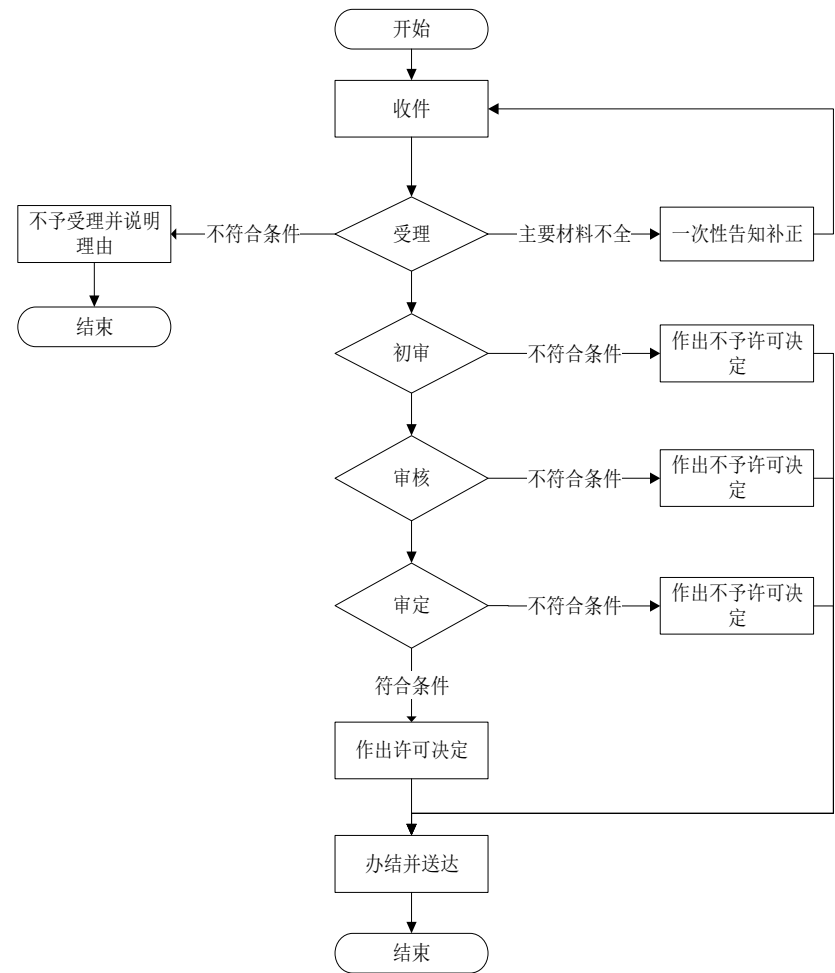 开始
收件
不予受理并说明
理由
不符合条件
受理
主要材料不全
一次性告知补正
结束
初审
不符合条件
作出不予许可决
定
审核
不符合条件
作出不予许可决
定
审定
不符合条件
作出不予许可决
定
符合条件
作出许可决定
办结并送达
结束